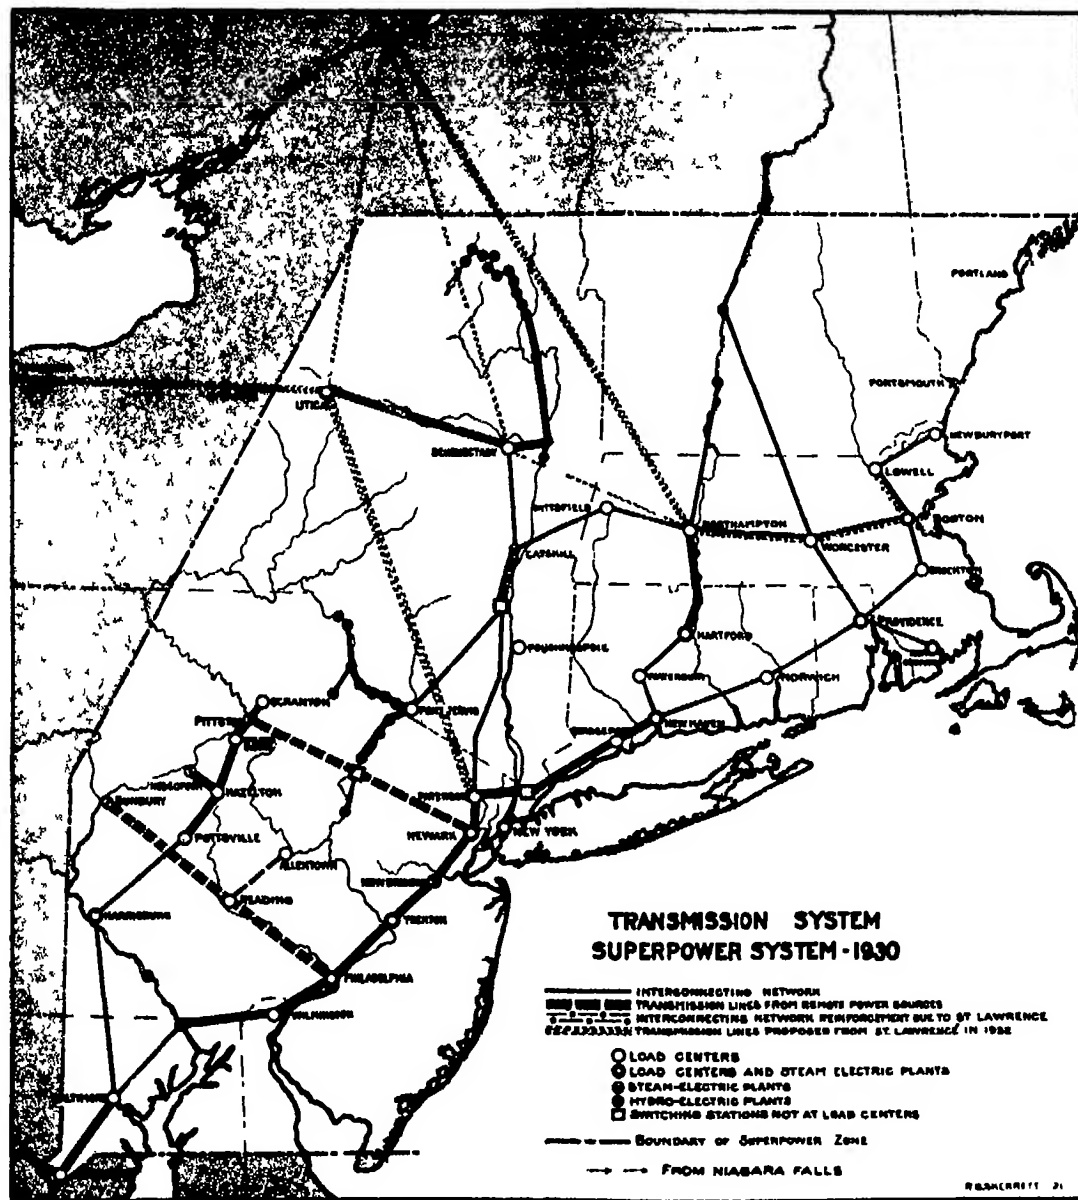 PORTLAND
PORTSMOUTH
NEWBURYPORT
LOWELL
UTICA
SCHENECTADY
PITTSFIELD
NORTHAMPTON
BOSTON
WORCESTER
CATSKILL
BROCKTON
PROVIDENCE
HARTFORD
POUGHKEEPSIE
WATERBURY
NORWICH
SCRANTON
PORT JERVIS
NEW HAVEN
HAZELTON
SUNBURY
NEWARK
NEW YORK
POTTSVILLE
ALLENTOWN
READING
HARRISBURG
TRENTON
PHILADELPHIA
WILMINGTON
TRANSMISSION SYSTEM
SUPERPOWER SYSTEM-1930
INTERCONNECTING NETWORK
TRANSMISSION LINES FROM REMOTE POWER SOURCES
INTERCONNECTING NETWORK REINFORCEMENT DUE TO ST. LAWRENCE
TRANSMISSION LINES PROPOSED FROM ST. LAWRENCE IN 1932
LOAD CENTERS
LOAD CENTERS AND STEAM ELECTRIC PLANTS
STEAM-ELECTRIC PLANTS
HYDRO-ELECTRIC PLANTS
SWITCHING STATIONS NOT AT LOAD CENTERS
BOUNDARY OF SUPERPOWER ZONE
FROM NIAGARA FALLS